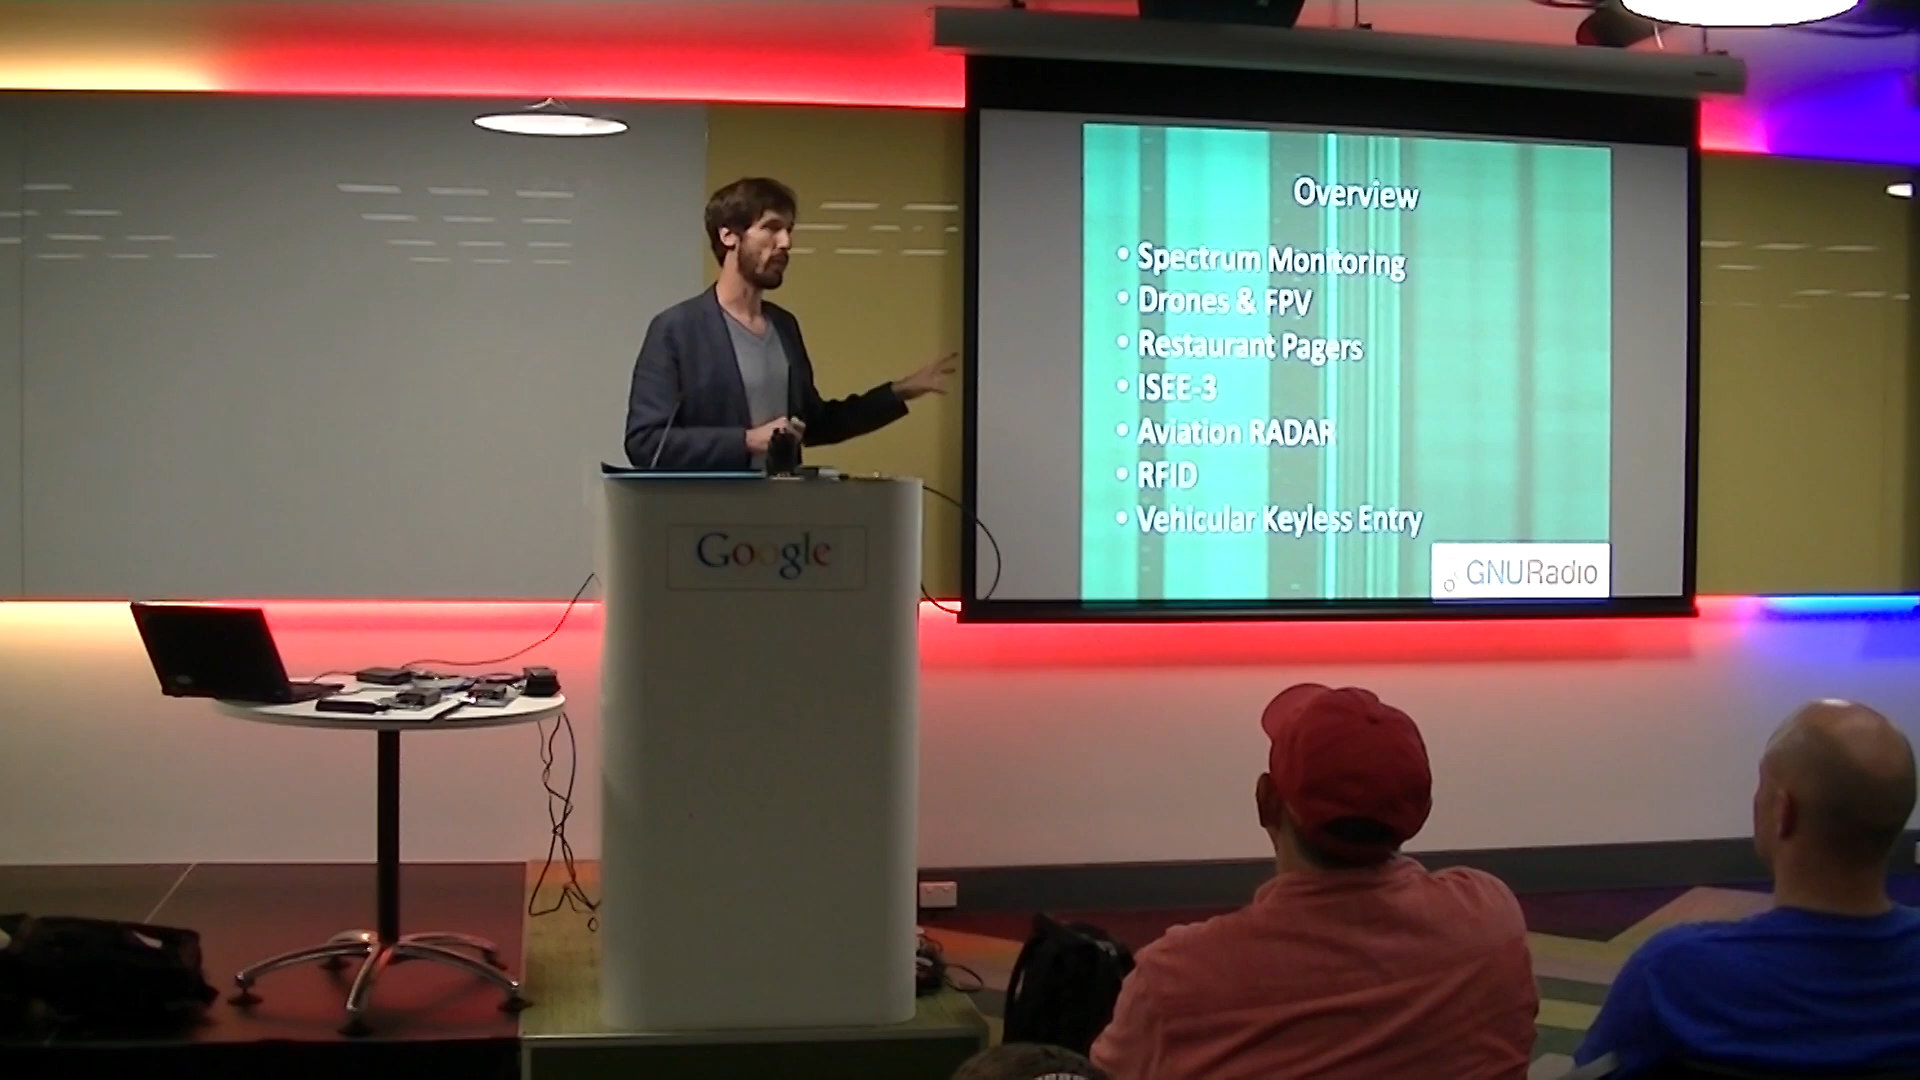 Overview
• Spectrum Monitoring
• Drones & FPV
• Restaurant Pagers
• ISEE-3
• Aviation RADAR
• RFID
• Vehicular Keyless Entry
GNURadio
Google